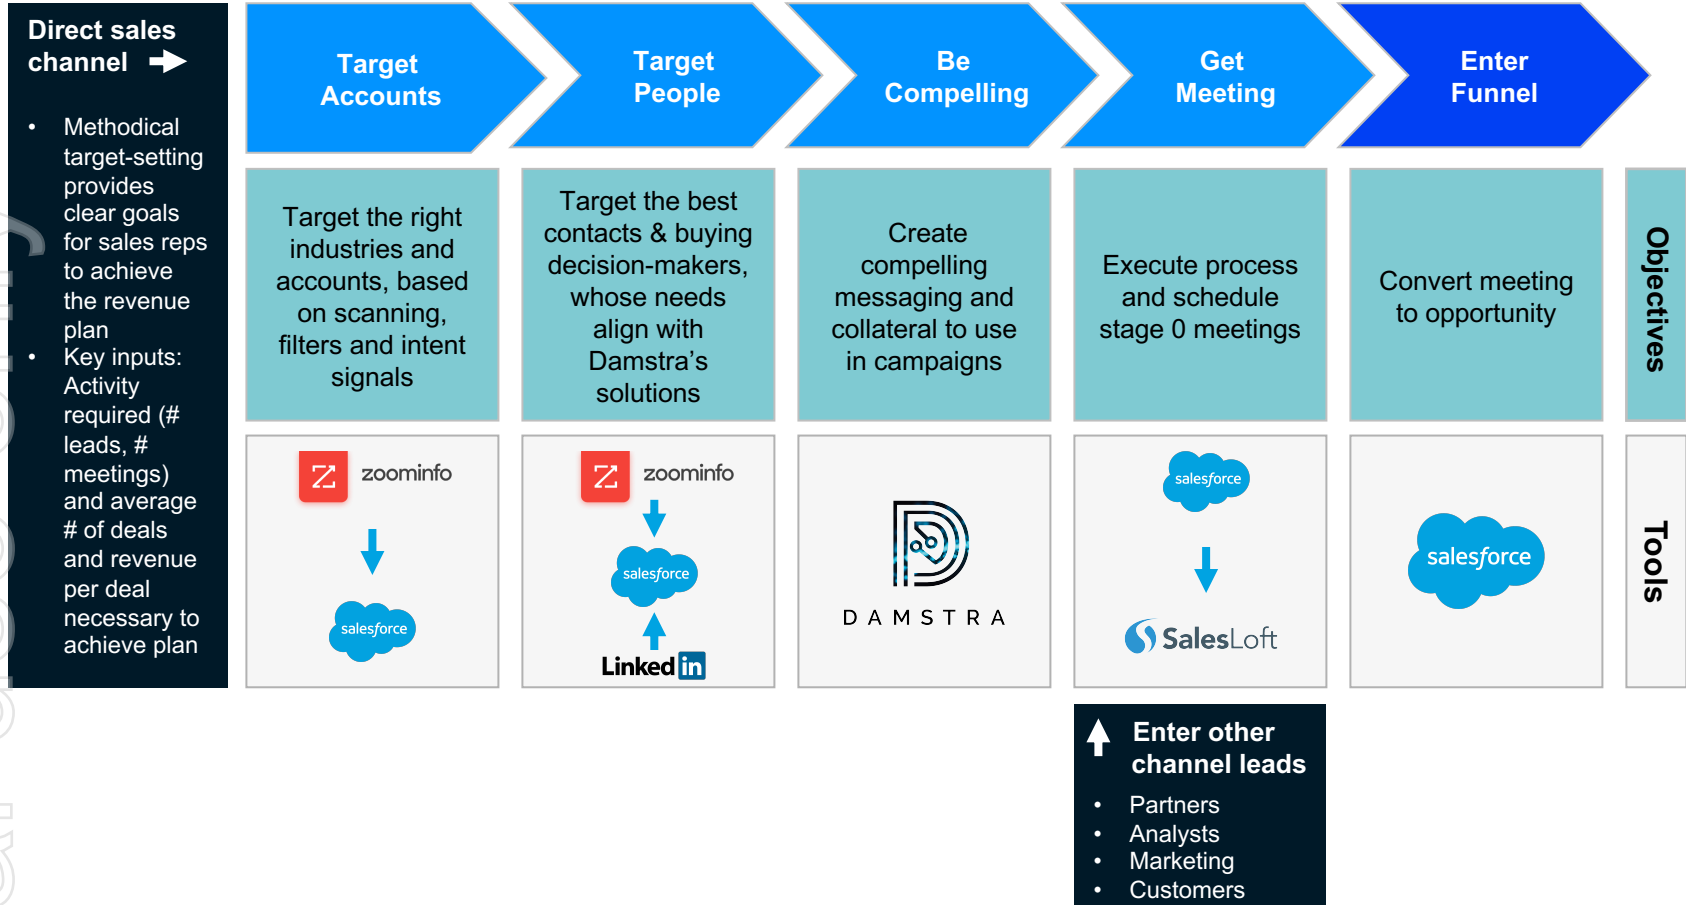 Direct sales
channel
• Methodical
target-setting
provides
clear goals
for sales reps
to achieve
the revenue
plan
• Key inputs:
Activity
required (#
leads, #
meetings)
and average
# of deals
and revenue
per deal
necessary to
achieve plan
Target
Accounts
Target
People
Be
Compelling
Get
Meeting
Enter
Funnel
Target the right
industries and
accounts, based
on scanning,
filters and intent
signals
Target the best
contacts & buying
decision-makers,
whose needs
align with
Damstra’s
solutions
Create
compelling
messaging and
collateral to use
in campaigns
Execute process
and schedule
stage 0 meetings
Convert meeting
to opportunity
Objectives
zoominfo
salesforce
zoominfo
salesforce
Linked in
DAMSTRA
salesforce
SalesLoft
salesforce
Tools
Enter other
channel leads
• Partners
• Analysts
• Marketing
• Customers